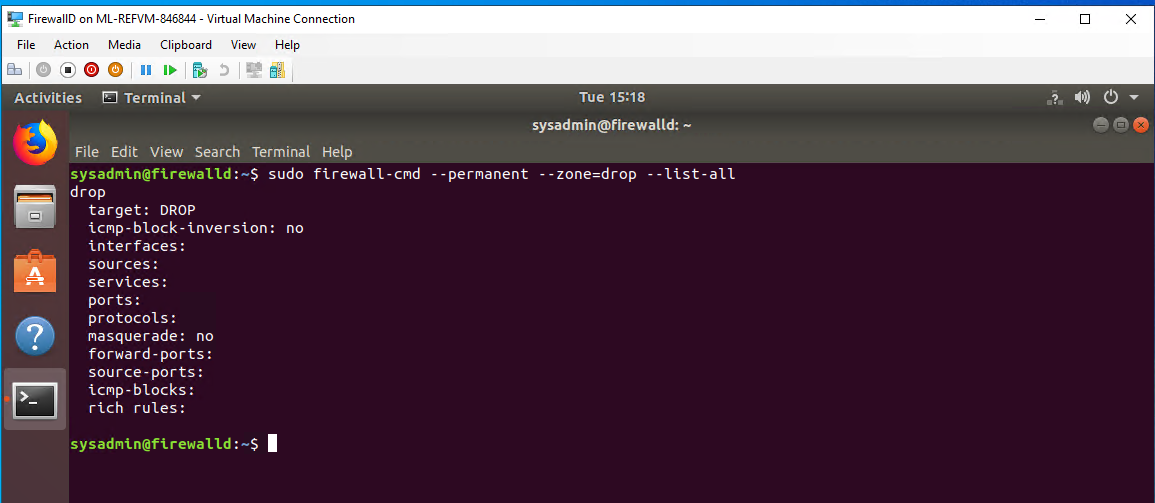 FirewallD on ML-REFVM-846844 - Virtual Machine Connection
File Action Media Clipboard View Help
Activities Terminal Tue 15:18
sysadmin@firewalld: ~
File Edit View Search Terminal Help
sysadmin@firewalld:~$ sudo firewall-cmd --permanent --zone=drop --list-all
drop
  target: DROP
  icmp-block-inversion: no
  interfaces:
  sources:
  services:
  ports:
  protocols:
  masquerade: no
  forward-ports:
  source-ports:
  icmp-blocks:
  rich rules:
sysadmin@firewalld:~$